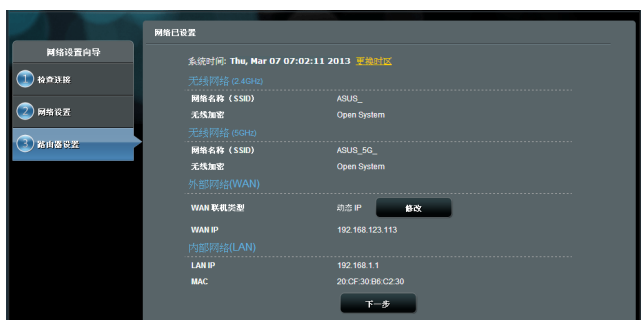 网络已设置
网络设置向导
1 检查连接
2 网络设置
3 路由器设置
系统时间: Thu, Mar 07 07:02:11 2013 更换时区
无线网络 (2.4GHz)
网络名称（SSID） ASUS_
无线加密 Open System
无线网络 (5GHz)
网络名称（SSID） ASUS_5G_
无线加密 Open System
外部网络(WAN)
WAN 联机类型 动态 IP 修改
WAN IP 192.168.123.113
内部网络(LAN)
LAN IP 192.168.1.1
MAC 20:CF:30:B6:C2:30
下一步